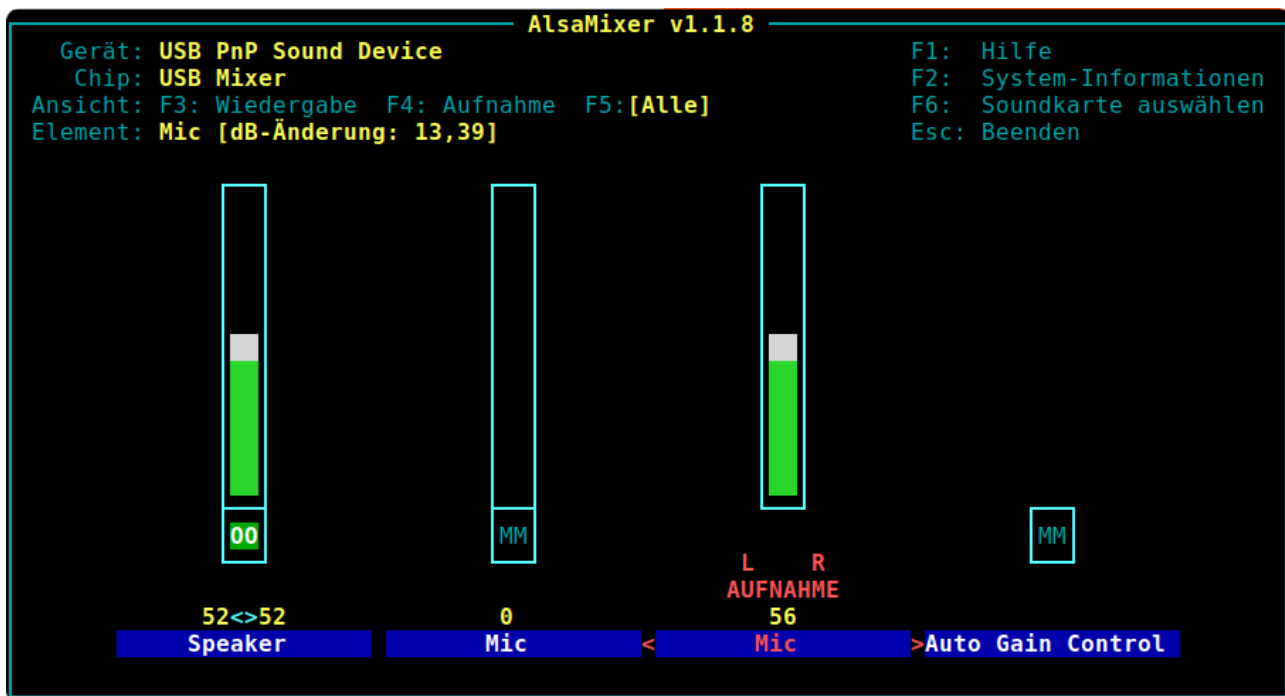 AlsaMixer v1.1.8
Gerät: USB PnP Sound Device F1: Hilfe
Chip: USB Mixer F2: System-Informationen
Ansicht: F3: Wiedergabe F4: Aufnahme F5:[Alle] F6: Soundkarte auswählen
Element: Mic [dB-Änderung: 13,39] Esc: Beenden
OO MM MM
L R
AUFNAHME
52<>52 0 56
Speaker Mic < Mic >Auto Gain Control